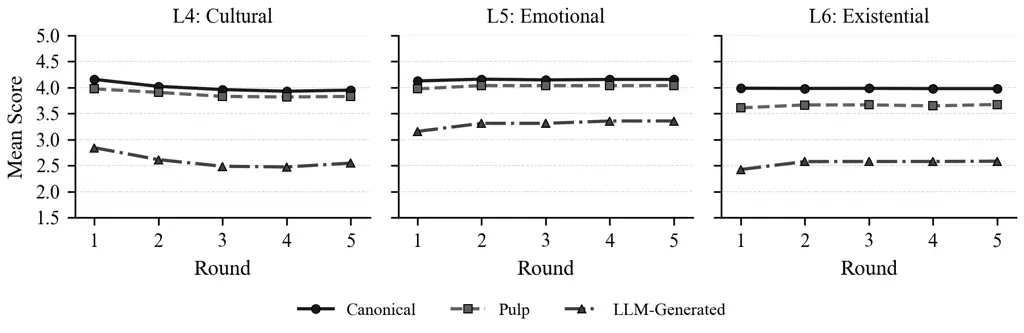 L4: Cultural
L5: Emotional
L6: Existential
Mean Score
5.0
4.5
4.0
3.5
3.0
2.5
2.0
1.5
1 2 3 4 5
1 2 3 4 5
1 2 3 4 5
Round
Round
Round
Canonical
Pulp
LLM-Generated